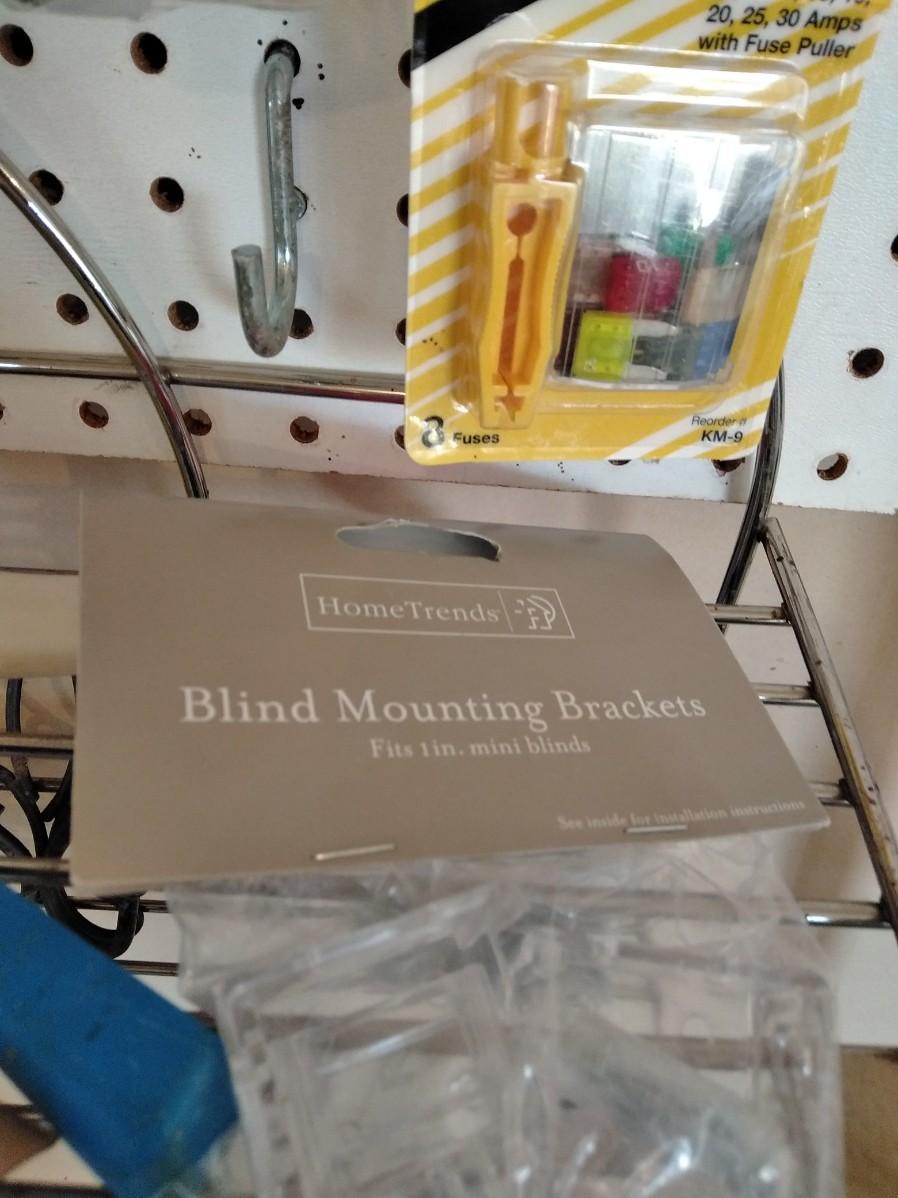 20, 25, 30 Amps
with Fuse Puller
8 Fuses
Reorder #
KM-9
HomeTrends
Blind Mounting Brackets
Fits 1in. mini blinds
See inside for installation instructions